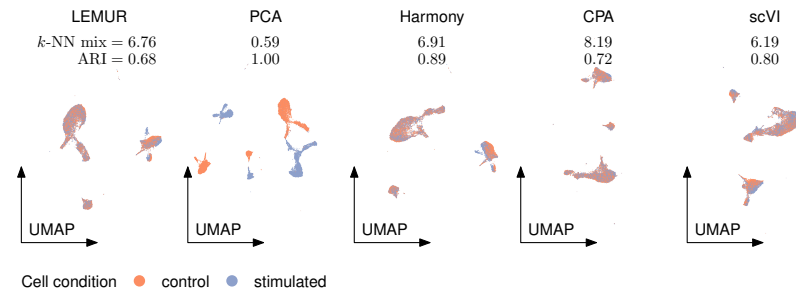 LEMUR PCA Harmony CPA scVI
k-NN mix = 6.76 0.59 6.91 8.19 6.19
ARI = 0.68 1.00 0.89 0.72 0.80
UMAP UMAP UMAP UMAP UMAP
Cell condition control stimulated